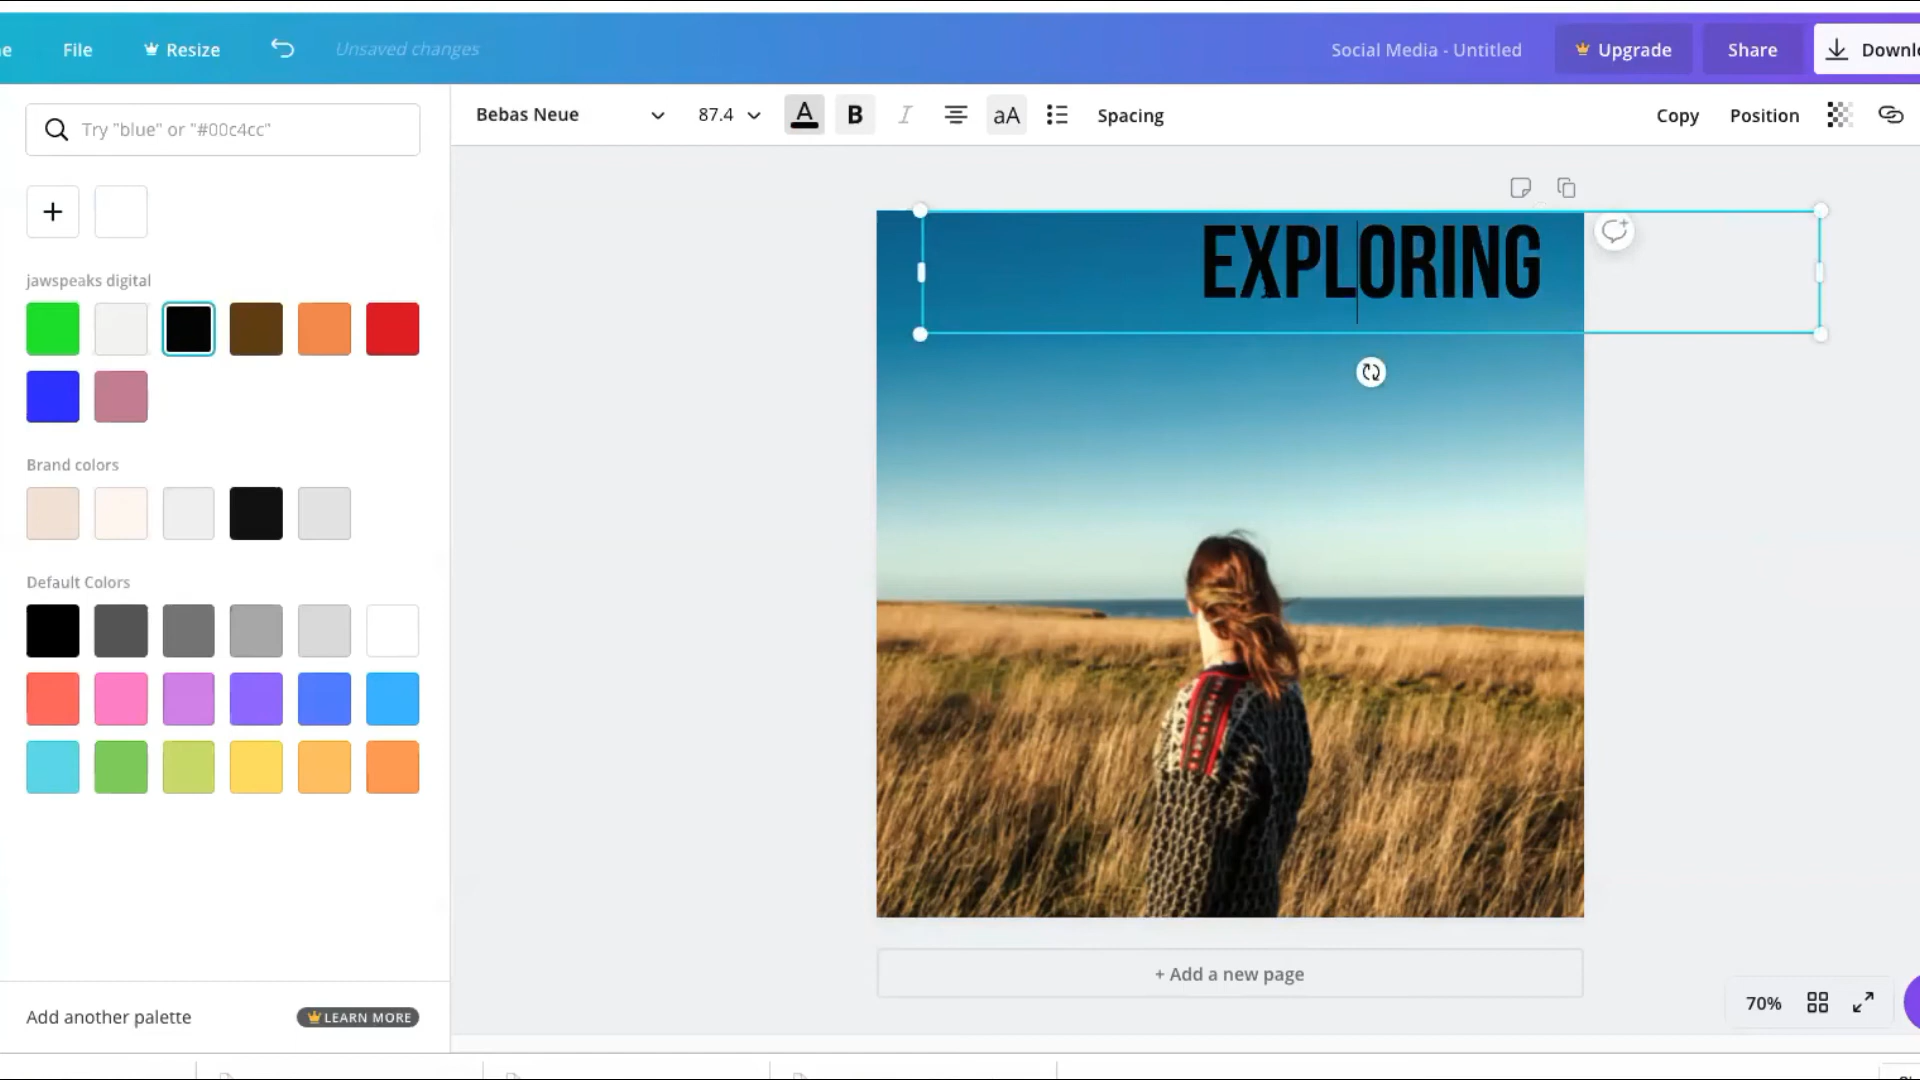 File
Resize
Unsaved changes
Social Media - Untitled
Upgrade
Share
Try "blue" or "#00c4cc"
Bebas Neue
87.4
A
B
I
aA
Spacing
Copy
Position
jawspeaks digital
Brand colors
Default Colors
EXPLORING
+ Add a new page
Add another palette
LEARN MORE
70%